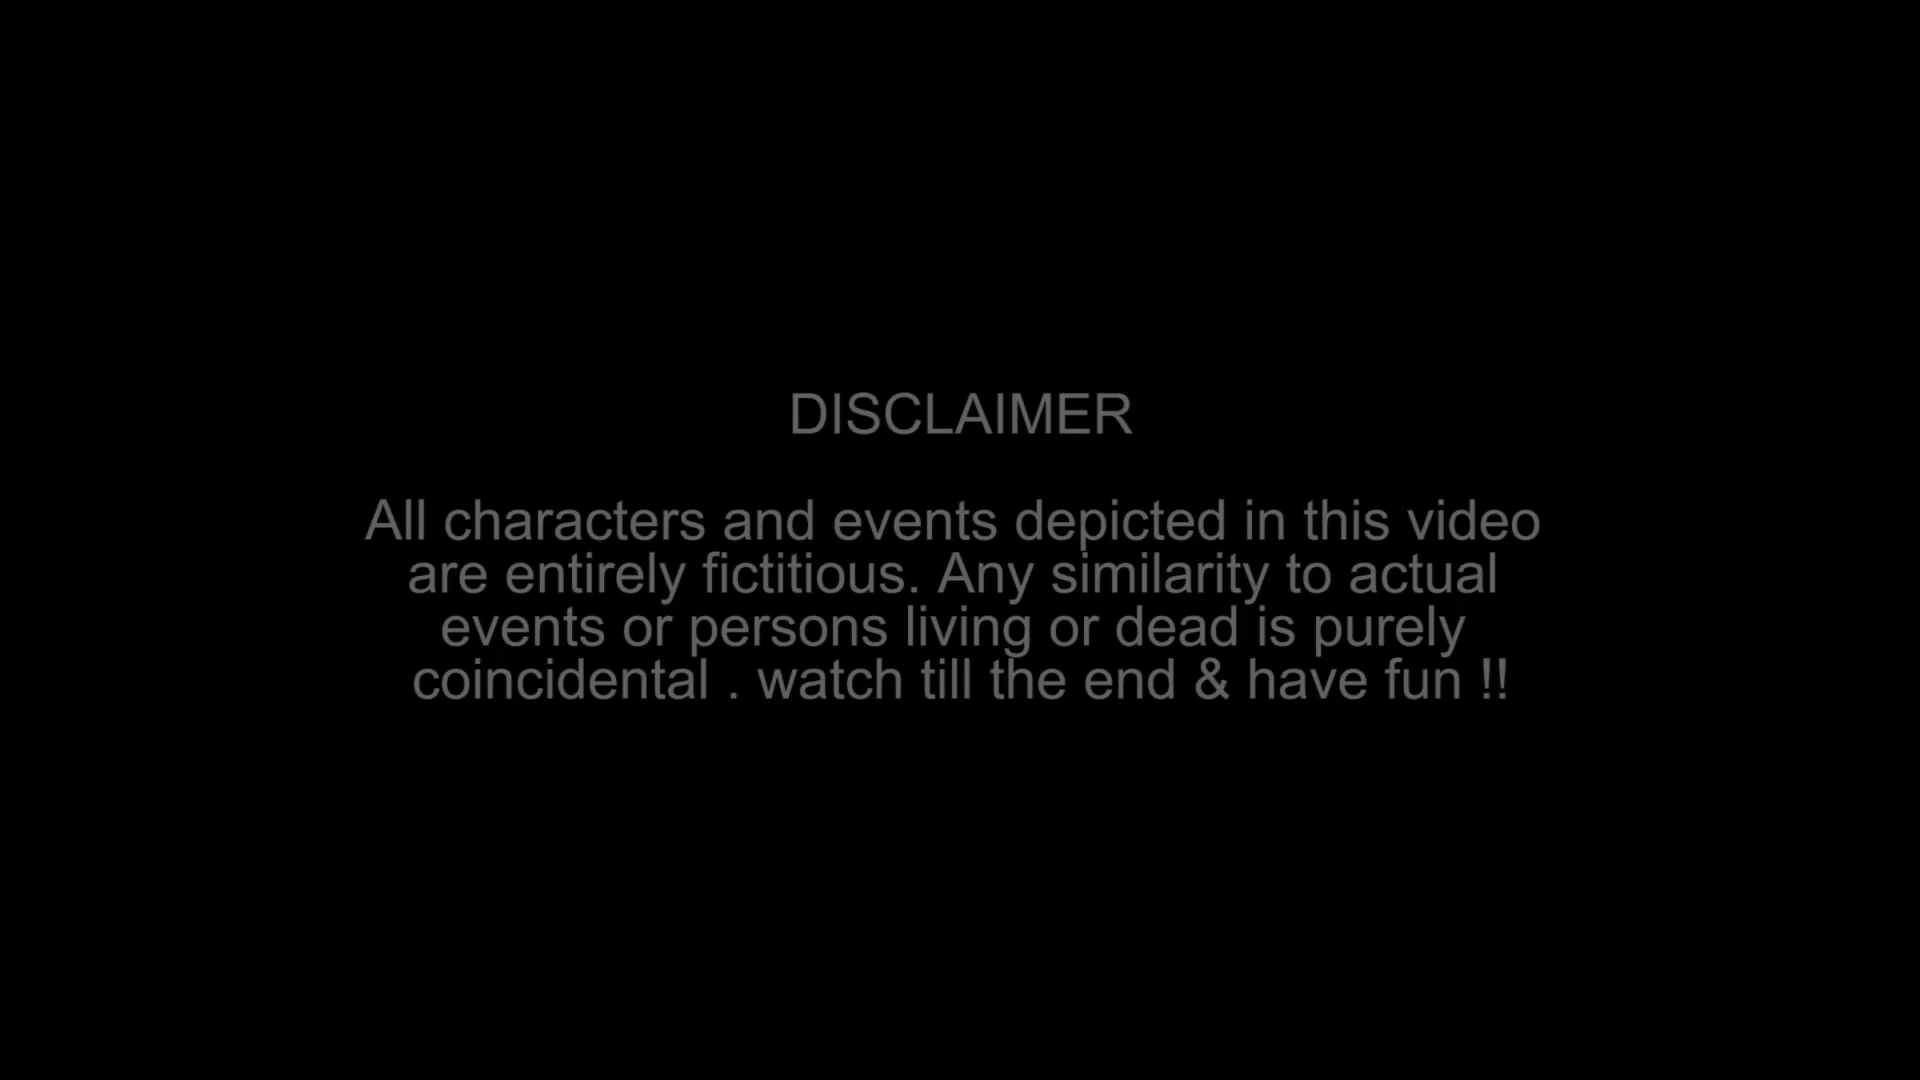 DISCLAIMER
All characters and events depicted in this video
are entirely fictitious. Any similarity to actual
events or persons living or dead is purely
coincidental . watch till the end & have fun !!